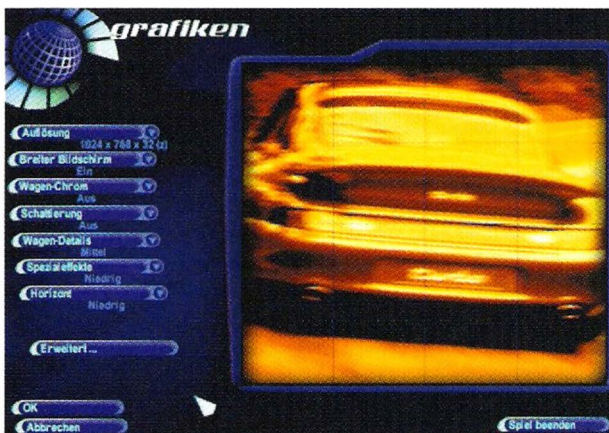 grafiken
Auflösung
1024 x 768 x 32 (z)
Breiter Bildschirm
Ein
Wagen-Chrom
Aus
Schattierung
Aus
Wagen-Details
Mittel
Spezialeffekte
Niedrig
Horizont
Niedrig
Erweitert ...
OK
Abbrechen
Spiel beenden